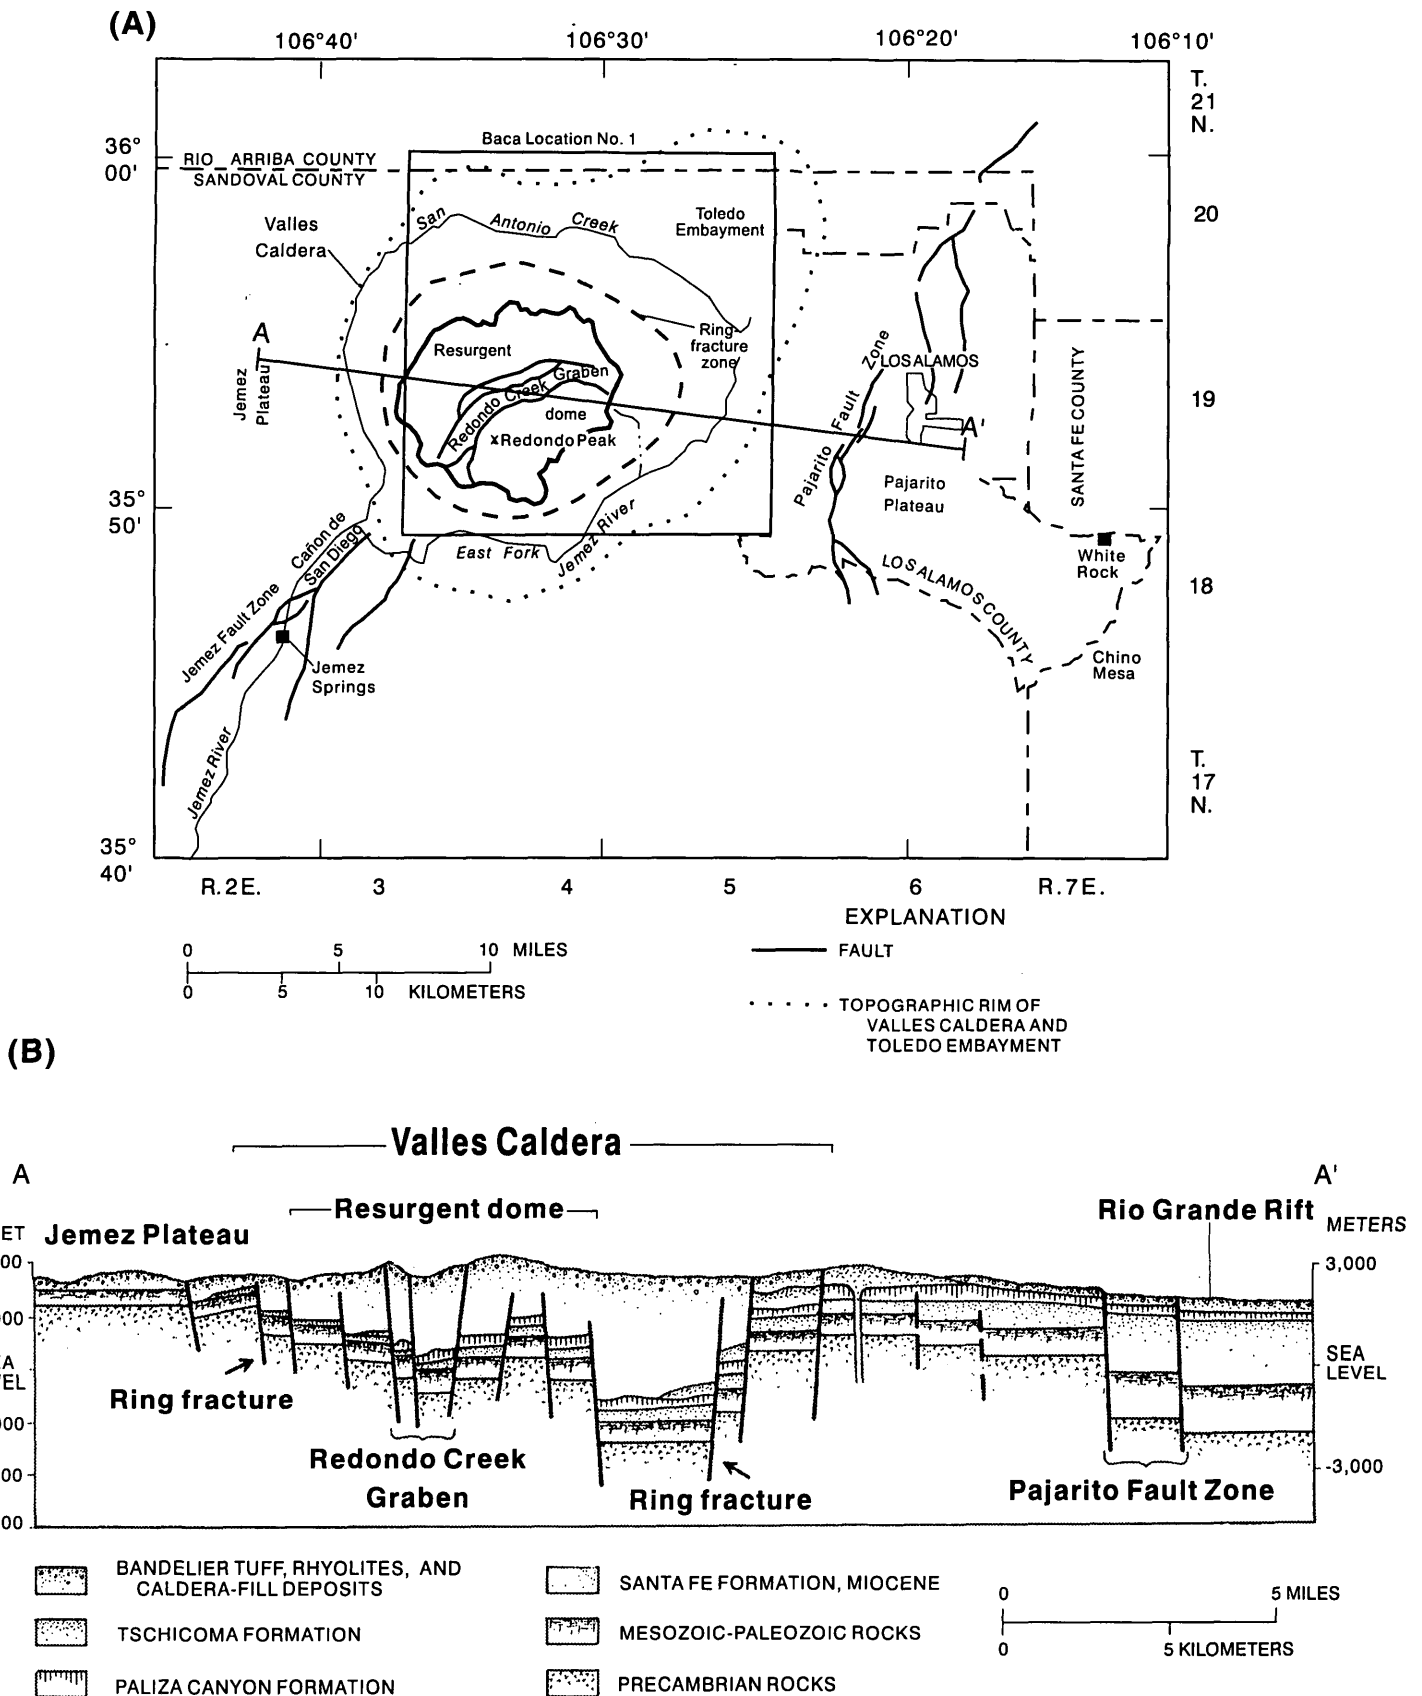 (A)
106°40' 106°30' 106°20' 106°10'
T.
21
N.
Baca Location No. 1
36°
00'
RIO ARRIBA COUNTY
SANDOVAL COUNTY
20
Valles
Caldera
San Antonio Creek
Toledo
Embayment
A
Jemez
Plateau
Resurgent
Ring-
fracture
zone
Graben
Redondo Creek
dome
xRedondo Peak
Pajarito Fault Zone
LOS ALAMOS
A'
SANTA FE COUNTY
19
35°
50'
Pajarito
Plateau
Cañon de
San Diego
East Fork
Jemez River
White
Rock
LOS ALAMOS COUNTY
18
Jemez Fault Zone
Jemez
Springs
Chino
Mesa
Jemez River
T.
17
N.
35°
40'
R.2E. 3 4 5 6 R.7E.
EXPLANATION
0 5 10 MILES
0 5 10 KILOMETERS
FAULT
TOPOGRAPHIC RIM OF
VALLES CALDERA AND
TOLEDO EMBAYMENT
(B)
Valles Caldera
A A'
Resurgent dome
Rio Grande Rift
ET
Jemez Plateau
METERS
00
3,000
000
A
EL
SEA
LEVEL
Ring fracture
000
Redondo Creek
Graben
00
-3,000
Ring fracture
Pajarito Fault Zone
00
BANDELIER TUFF, RHYOLITES, AND
CALDERA-FILL DEPOSITS
TSCHICOMA FORMATION
PALIZA CANYON FORMATION
SANTA FE FORMATION, MIOCENE
MESOZOIC-PALEOZOIC ROCKS
PRECAMBRIAN ROCKS
0 5 MILES
0 5 KILOMETERS